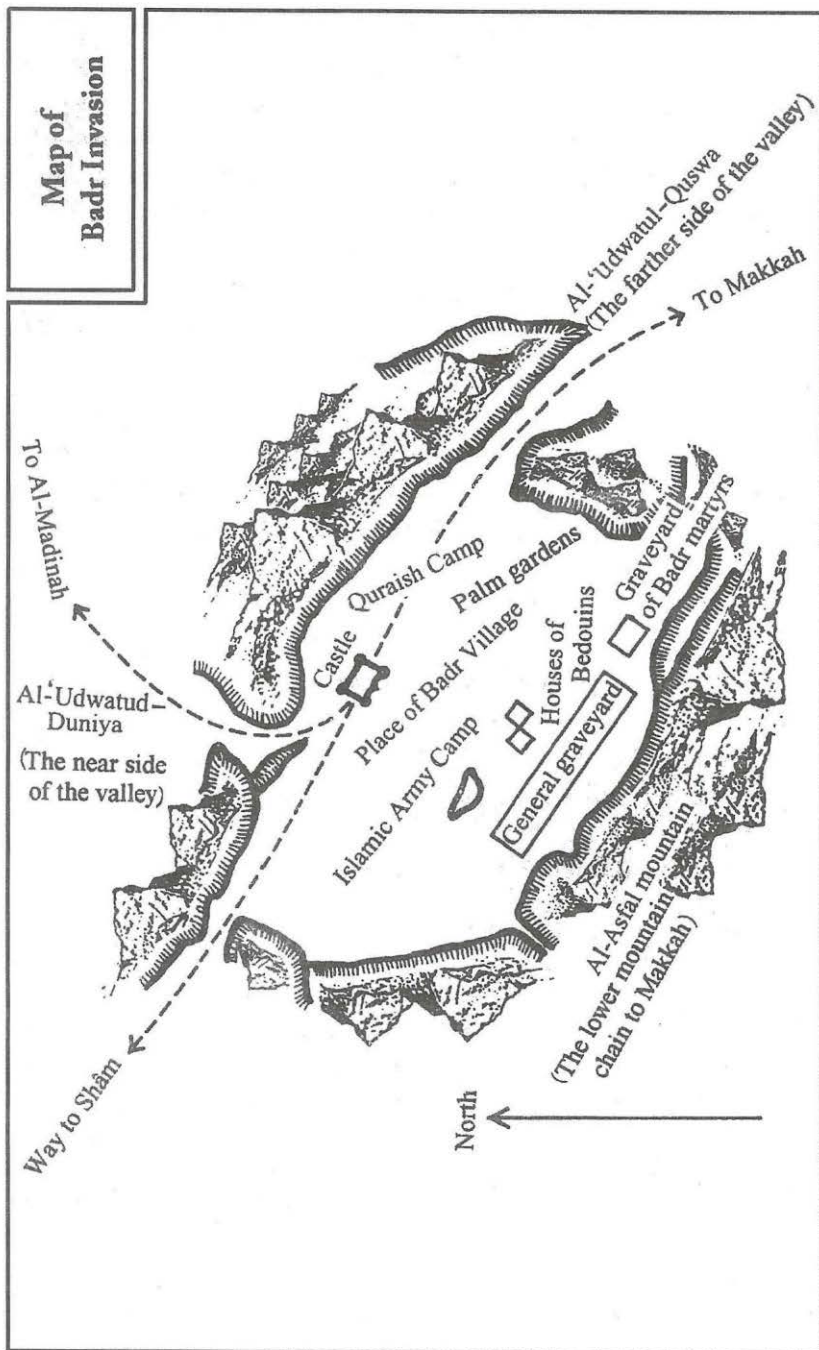 Map of
Badr Invasion
To Al-Madinah
Al-'Udwatud–
Duniya
(The near side
of the valley)
Way to Shâm
Castle
Quraish Camp
Al-'Udwatul-Quswa
(The farther side of the valley)
To Makkah
Palm gardens
Place of Badr Village
Islamic Army Camp
Houses of
Bedouins
General graveyard
Graveyard
of Badr martyrs
Al-Asfal mountain
(The lower mountain
chain to Makkah)
North